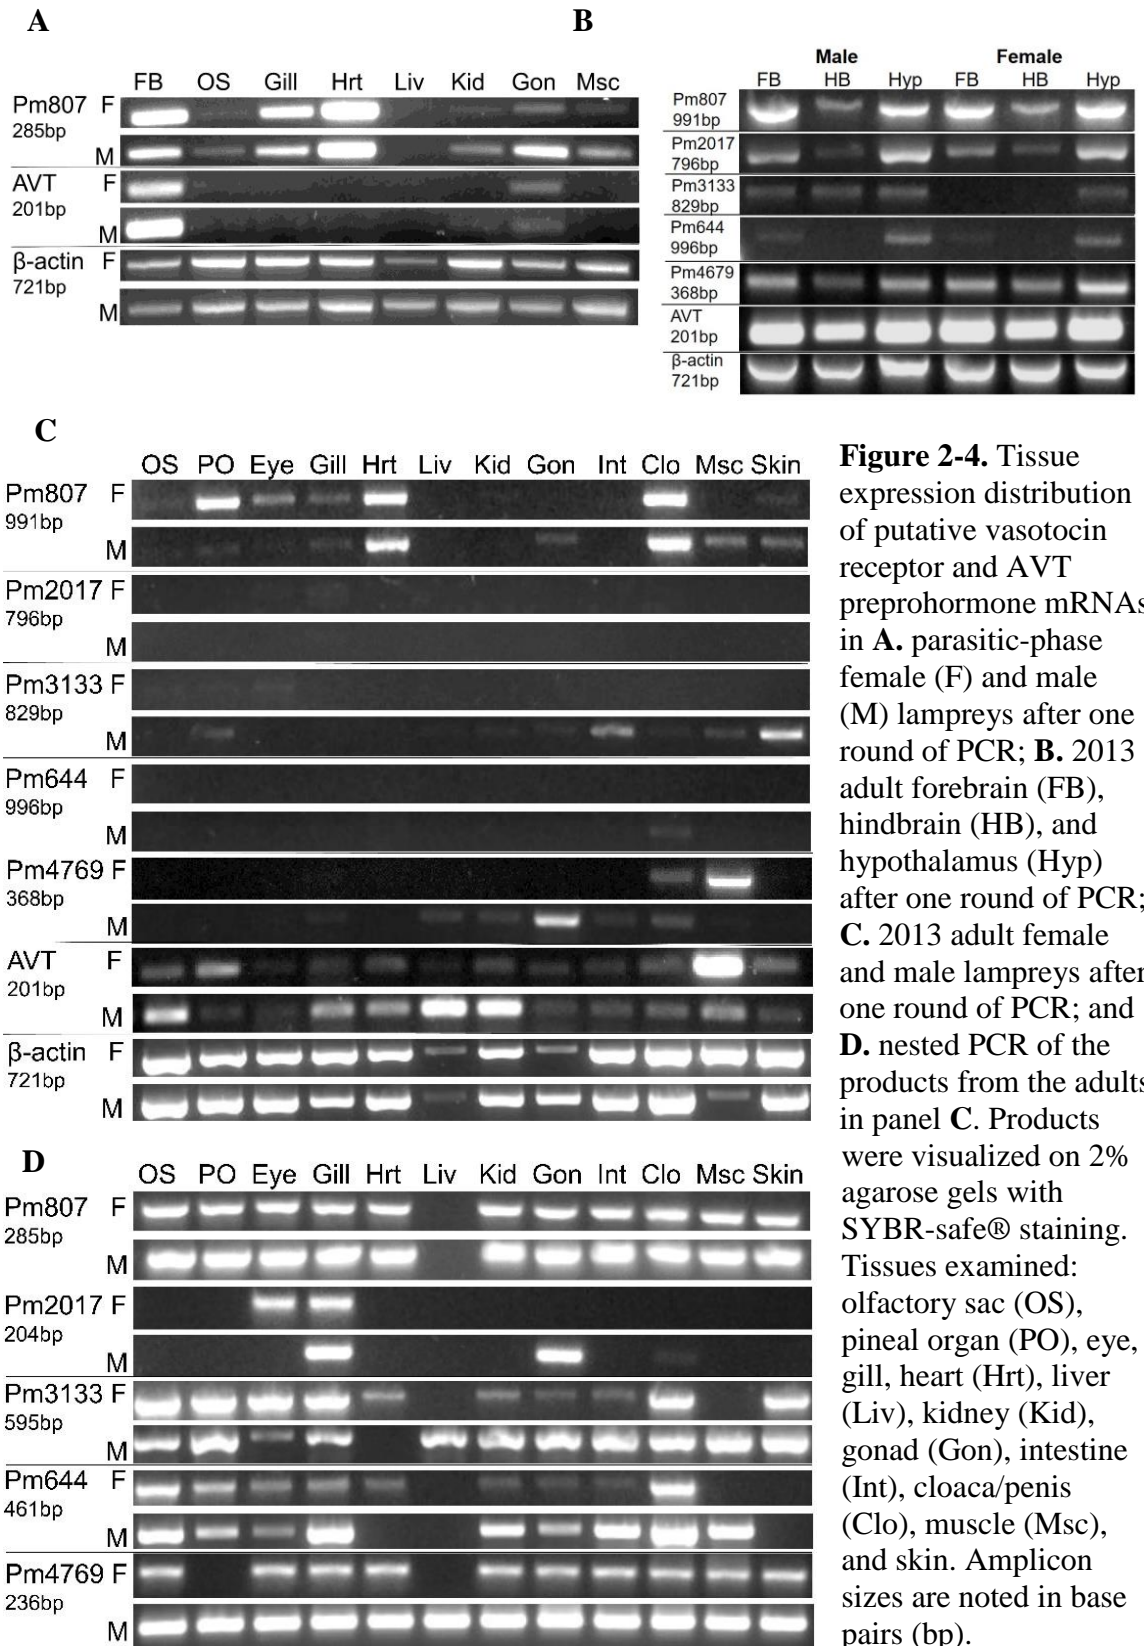 A
FB OS Gill Hrt Liv Kid Gon Msc
Pm807 F
285bp
M
AVT F
201bp
M
β-actin F
721bp
M
B
Male Female
FB HB Hyp FB HB Hyp
Pm807
991bp
Pm2017
796bp
Pm3133
829bp
Pm644
996bp
Pm4679
368bp
AVT
201bp
β-actin
721bp
C
OS PO Eye Gill Hrt Liv Kid Gon Int Clo Msc Skin
Pm807 F
991bp
M
Pm2017 F
796bp
M
Pm3133 F
829bp
M
Pm644 F
996bp
M
Pm4769 F
368bp
M
AVT F
201bp
M
β-actin F
721bp
M
D
OS PO Eye Gill Hrt Liv Kid Gon Int Clo Msc Skin
Pm807 F
285bp
M
Pm2017 F
204bp
M
Pm3133 F
595bp
M
Pm644 F
461bp
M
Pm4769 F
236bp
M
Figure 2-4. Tissue
expression distribution
of putative vasotocin
receptor and AVT
preprohormone mRNAs
in A. parasitic-phase
female (F) and male
(M) lampreys after one
round of PCR; B. 2013
adult forebrain (FB),
hindbrain (HB), and
hypothalamus (Hyp)
after one round of PCR;
C. 2013 adult female
and male lampreys after
one round of PCR; and
D. nested PCR of the
products from the adults
in panel C. Products
were visualized on 2%
agarose gels with
SYBR-safe® staining.
Tissues examined:
olfactory sac (OS),
pineal organ (PO), eye,
gill, heart (Hrt), liver
(Liv), kidney (Kid),
gonad (Gon), intestine
(Int), cloaca/penis
(Clo), muscle (Msc),
and skin. Amplicon
sizes are noted in base
pairs (bp).